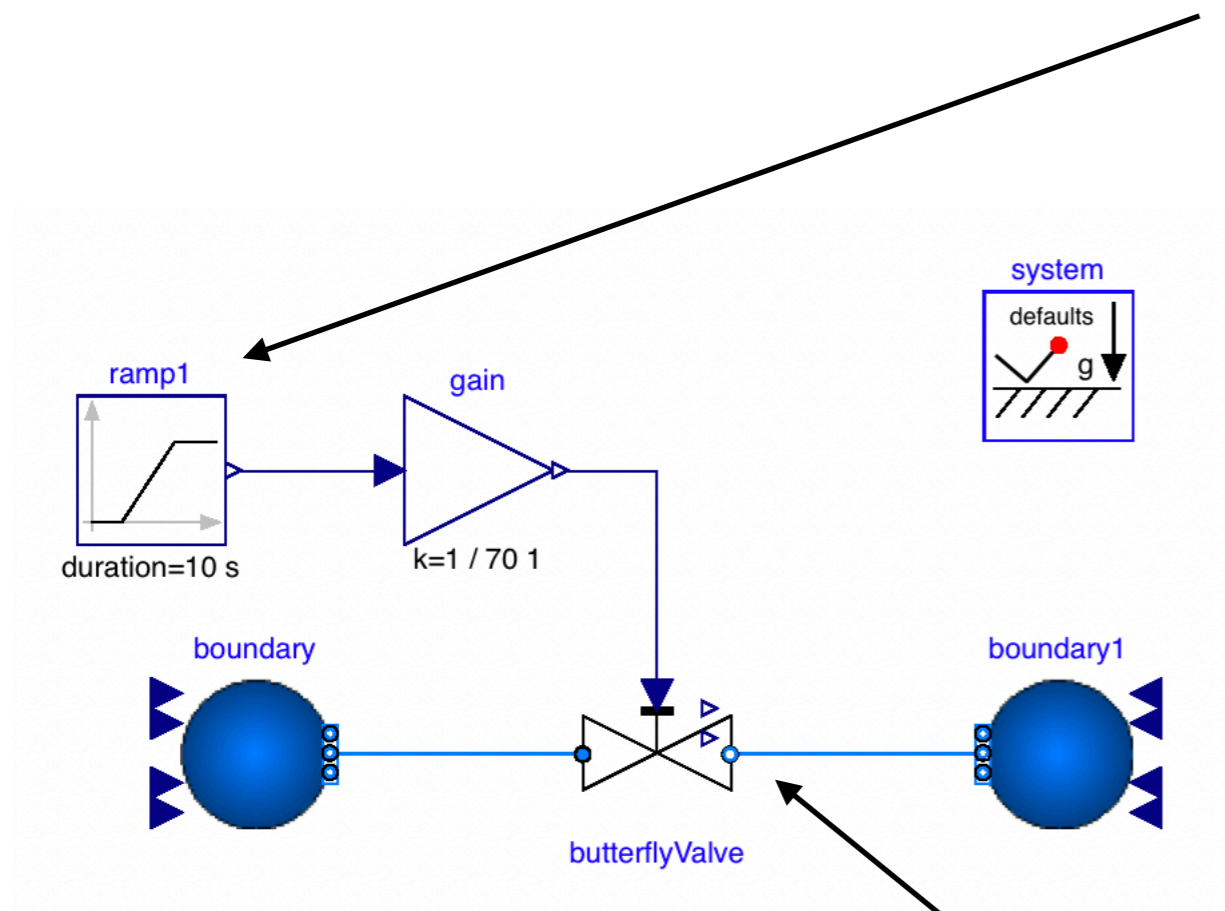 system
defaults
g
ramp1
gain
duration=10 s
k=1 / 70 1
boundary
boundary1
butterflyValve